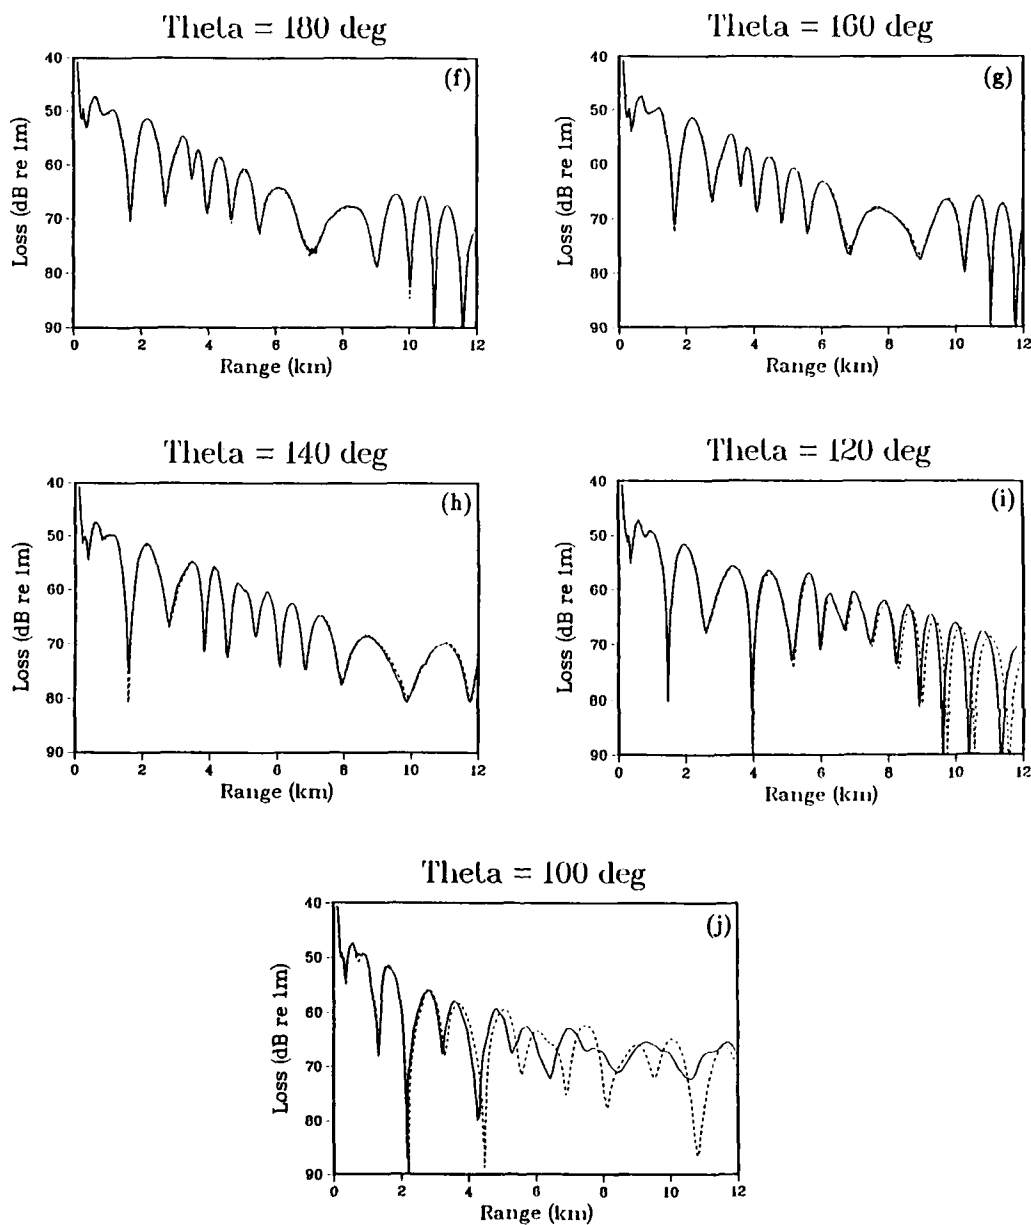 Theta = 180 deg
(f)
Loss (dB re 1m)
40
50
60
70
80
90
0 2 4 6 8 10 12
Range (km)
Theta = 160 deg
(g)
Loss (dB re 1m)
40
50
60
70
80
90
0 2 4 6 8 10 12
Range (km)
Theta = 140 deg
(h)
Loss (dB re 1m)
40
50
60
70
80
90
0 2 4 6 8 10 12
Range (km)
Theta = 120 deg
(i)
Loss (dB re 1m)
40
50
60
70
80
90
0 2 4 6 8 10 12
Range (km)
Theta = 100 deg
(j)
Loss (dB re 1m)
40
50
60
70
80
90
0 2 4 6 8 10 12
Range (km)